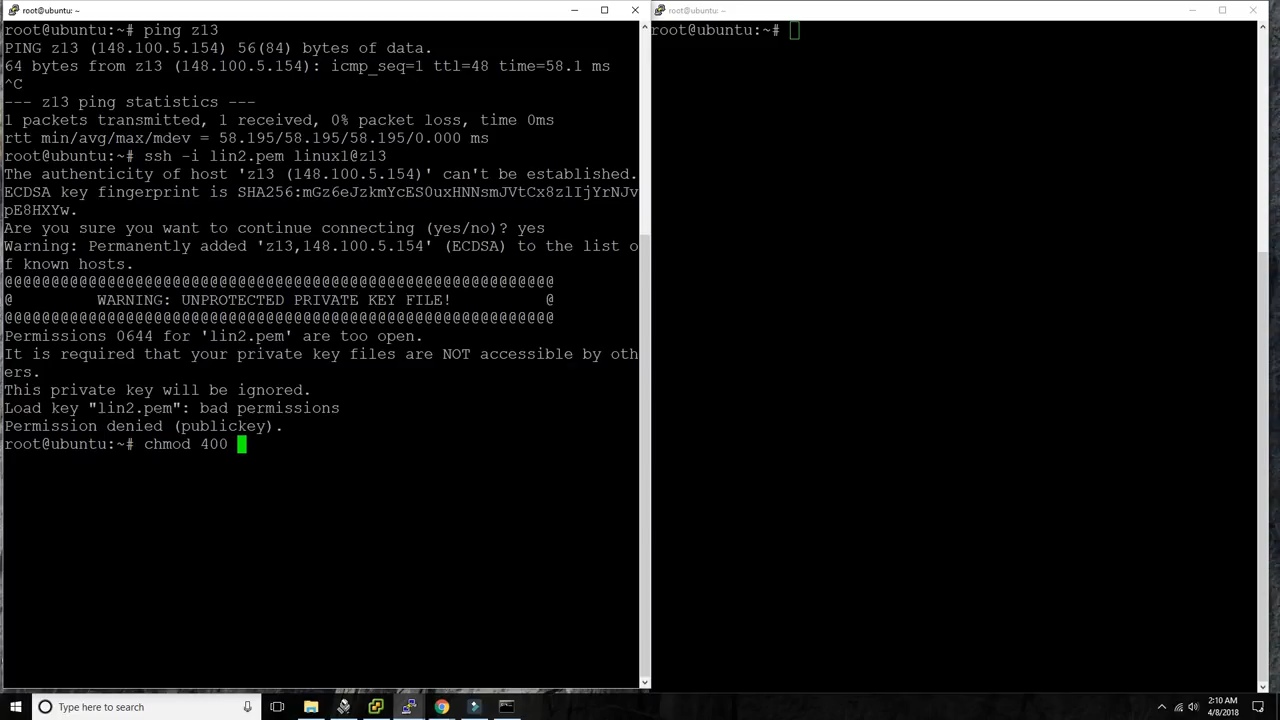 root@ubuntu: ~
root@ubuntu:~# ping z13
PING z13 (148.100.5.154) 56(84) bytes of data.
64 bytes from z13 (148.100.5.154): icmp_seq=1 ttl=48 time=58.1 ms
^C
--- z13 ping statistics ---
1 packets transmitted, 1 received, 0% packet loss, time 0ms
rtt min/avg/max/mdev = 58.195/58.195/58.195/0.000 ms
root@ubuntu:~# ssh -i lin2.pem linux1@z13
The authenticity of host 'z13 (148.100.5.154)' can't be established.
ECDSA key fingerprint is SHA256:mGz6eJzkmYcES0uxHNNsmJVtCx8zlIjYrNJv
pE8HXYw.
Are you sure you want to continue connecting (yes/no)? yes
Warning: Permanently added 'z13,148.100.5.154' (ECDSA) to the list o
f known hosts.
@@@@@@@@@@@@@@@@@@@@@@@@@@@@@@@@@@@@@@@@@@@@@@@@@@@@@@@@@@@
@         WARNING: UNPROTECTED PRIVATE KEY FILE!          @
@@@@@@@@@@@@@@@@@@@@@@@@@@@@@@@@@@@@@@@@@@@@@@@@@@@@@@@@@@@
Permissions 0644 for 'lin2.pem' are too open.
It is required that your private key files are NOT accessible by oth
ers.
This private key will be ignored.
Load key "lin2.pem": bad permissions
Permission denied (publickey).
root@ubuntu:~# chmod 400
root@ubuntu: ~
root@ubuntu:~#
Type here to search
2:10 AM
4/8/2018